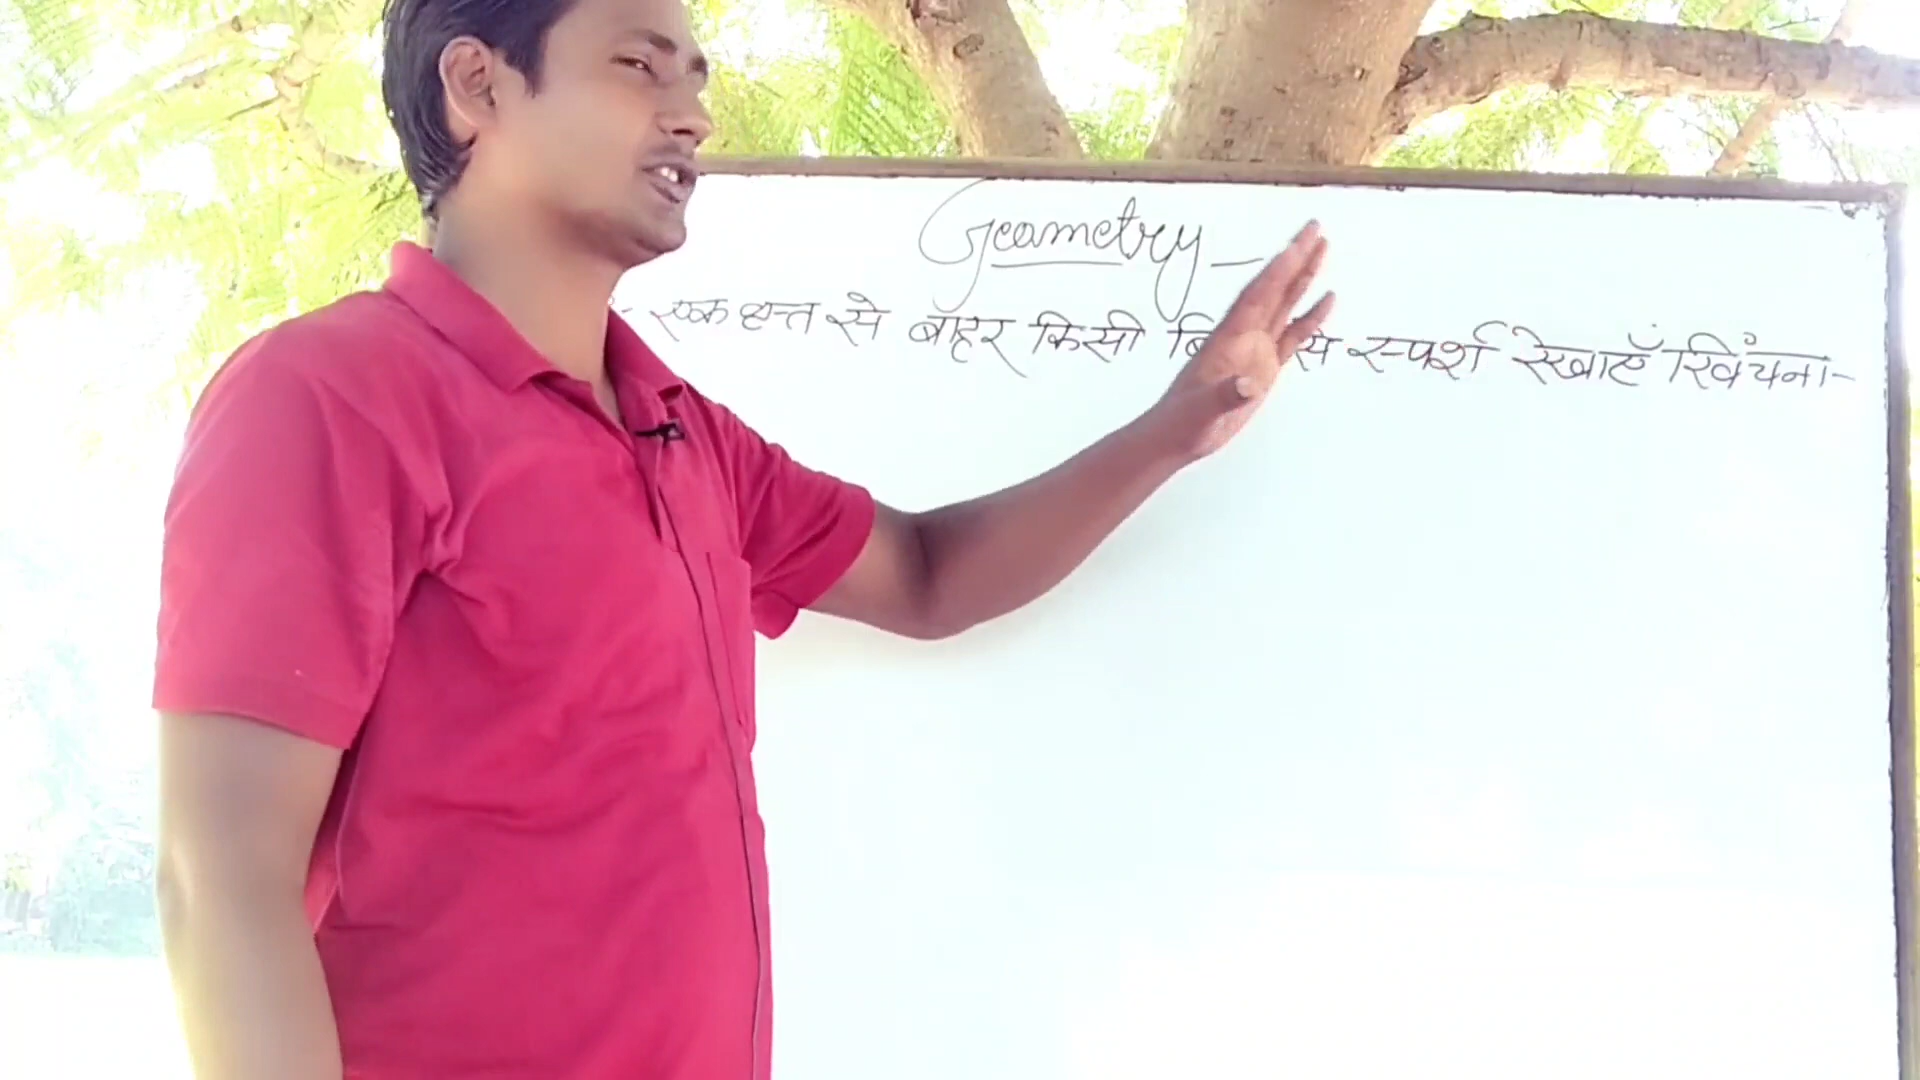 Geometry -
- एक वृत्त से बाहर किसी से स्पर्श रेखाएँ खिंचना-